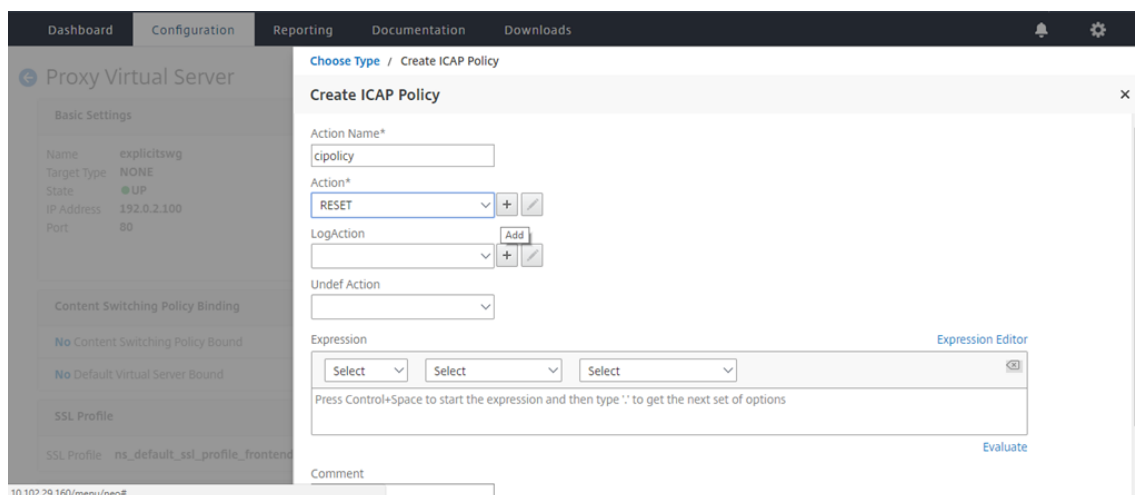 Dashboard Configuration Reporting Documentation Downloads
Proxy Virtual Server
Basic Settings
Name explicitswg
Target Type NONE
State UP
IP Address 192.0.2.100
Port 80
Content Switching Policy Binding
No Content Switching Policy Bound
No Default Virtual Server Bound
SSL Profile
SSL Profile ns_default_ssl_profile_frontend
10.102.29.160/menu/neo#
Choose Type / Create ICAP Policy
Create ICAP Policy
Action Name*
cipolicy
Action*
RESET
Add
LogAction
Undef Action
Expression Expression Editor
Select Select Select
Press Control+Space to start the expression and then type '.' to get the next set of options
Evaluate
Comment